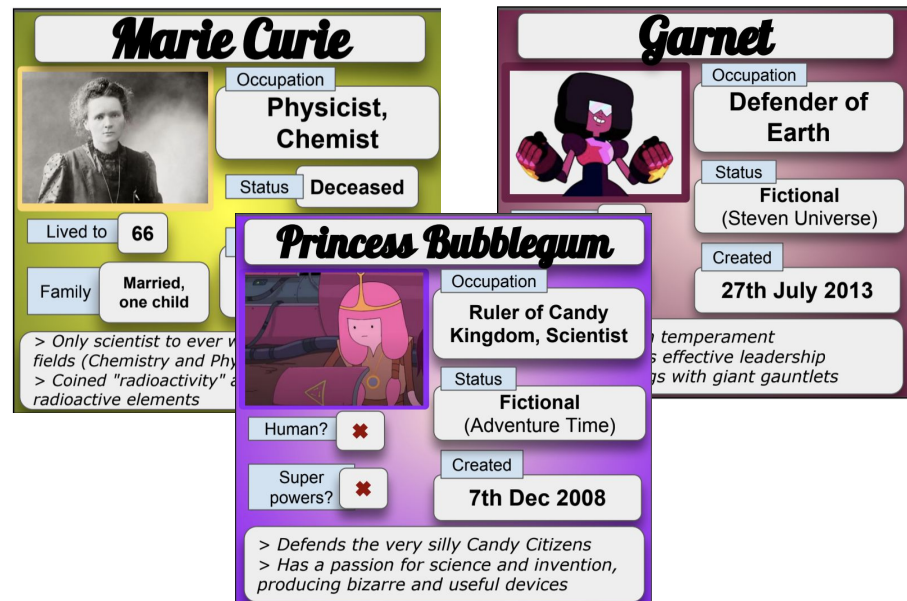 Marie Curie
Occupation
Physicist,
Chemist
Status
Deceased
Lived to
66
Family
Married,
one child
> Only scientist to ever
fields (Chemistry and
> Coined "radioactivity"
radioactive elements
Garnet
Occupation
Defender of
Earth
Status
Fictional
(Steven Universe)
Created
27th July 2013
temperament
effective leadership
with giant gauntlets
Princess Bubblegum
Occupation
Ruler of Candy
Kingdom, Scientist
Status
Fictional
(Adventure Time)
Human?
✖
Created
7th Dec 2008
Super
powers?
✖
> Defends the very silly Candy Citizens
> Has a passion for science and invention,
producing bizarre and useful devices